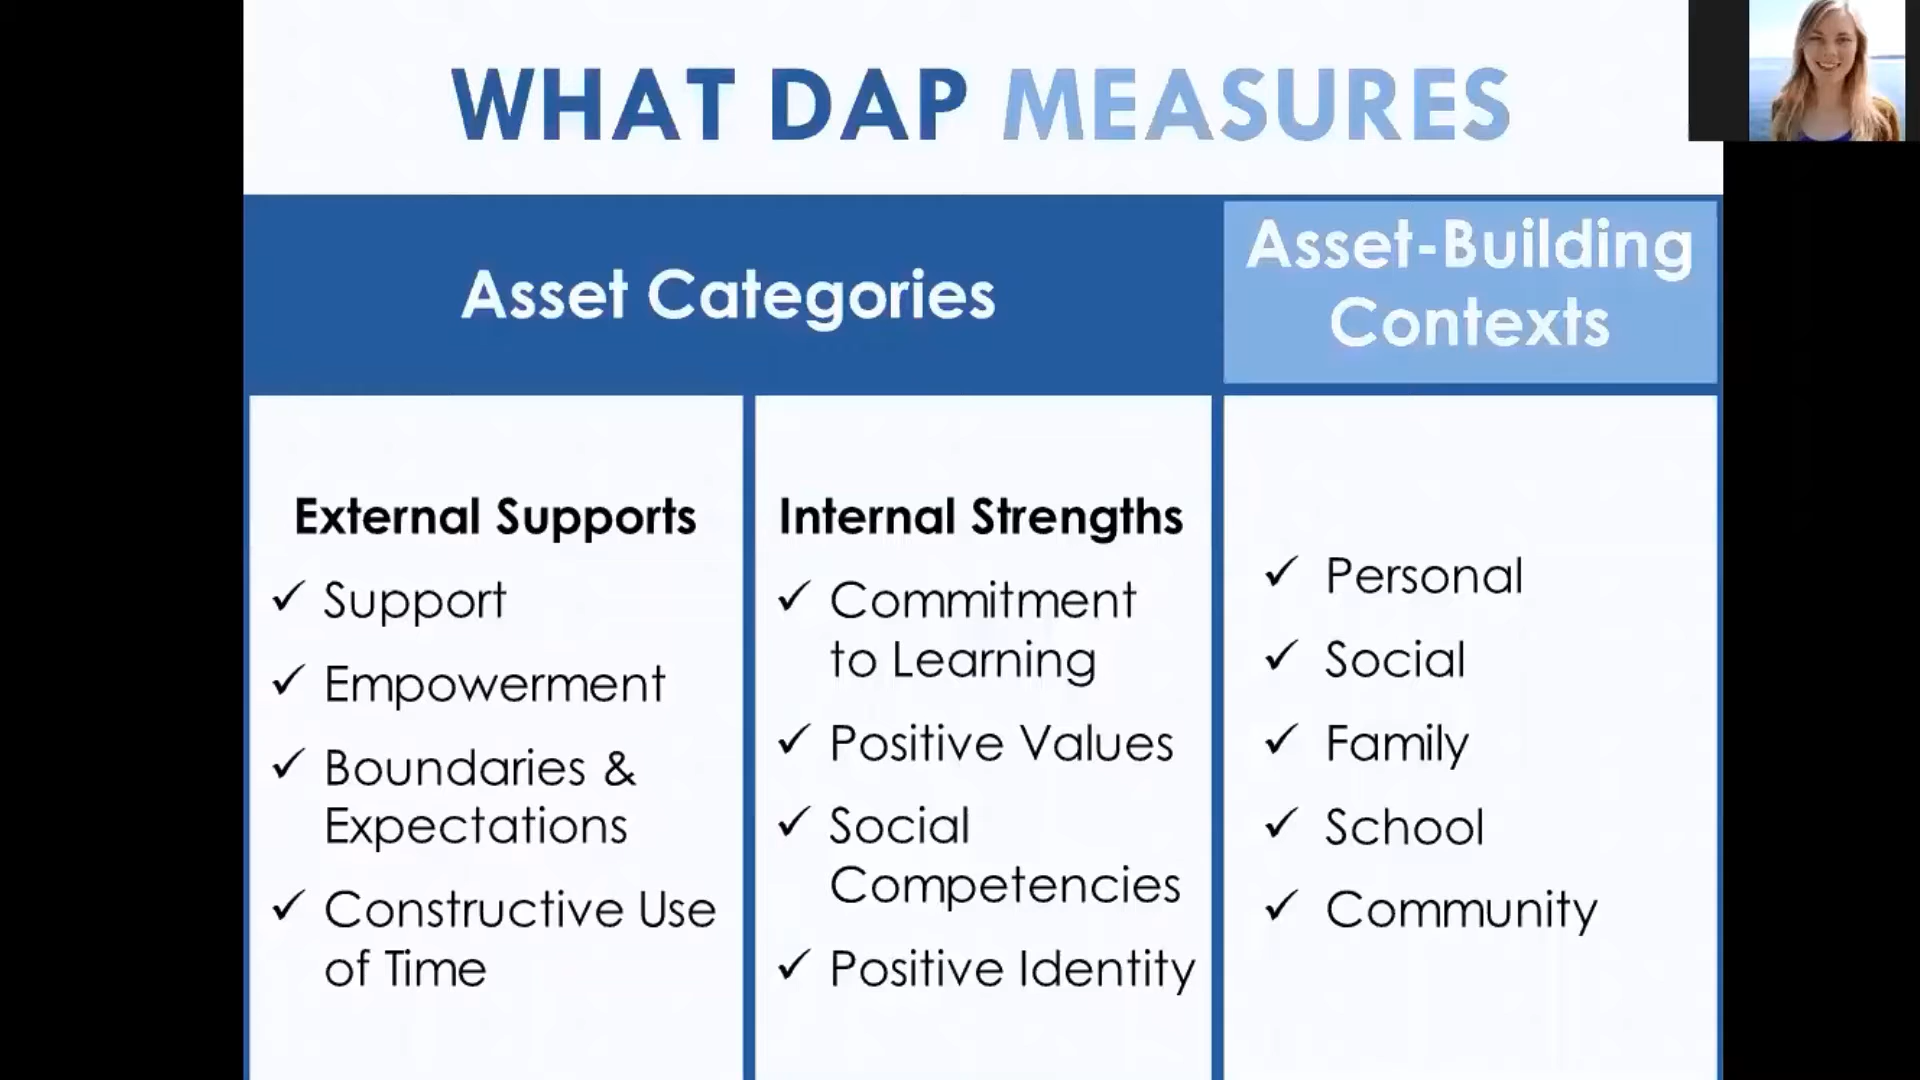 WHAT DAP MEASURES
Asset Categories
Asset-Building
Contexts
External Supports
✓ Support
✓ Empowerment
✓ Boundaries &
Expectations
✓ Constructive Use
of Time
Internal Strengths
✓ Commitment
to Learning
✓ Positive Values
✓ Social
Competencies
✓ Positive Identity
✓ Personal
✓ Social
✓ Family
✓ School
✓ Community